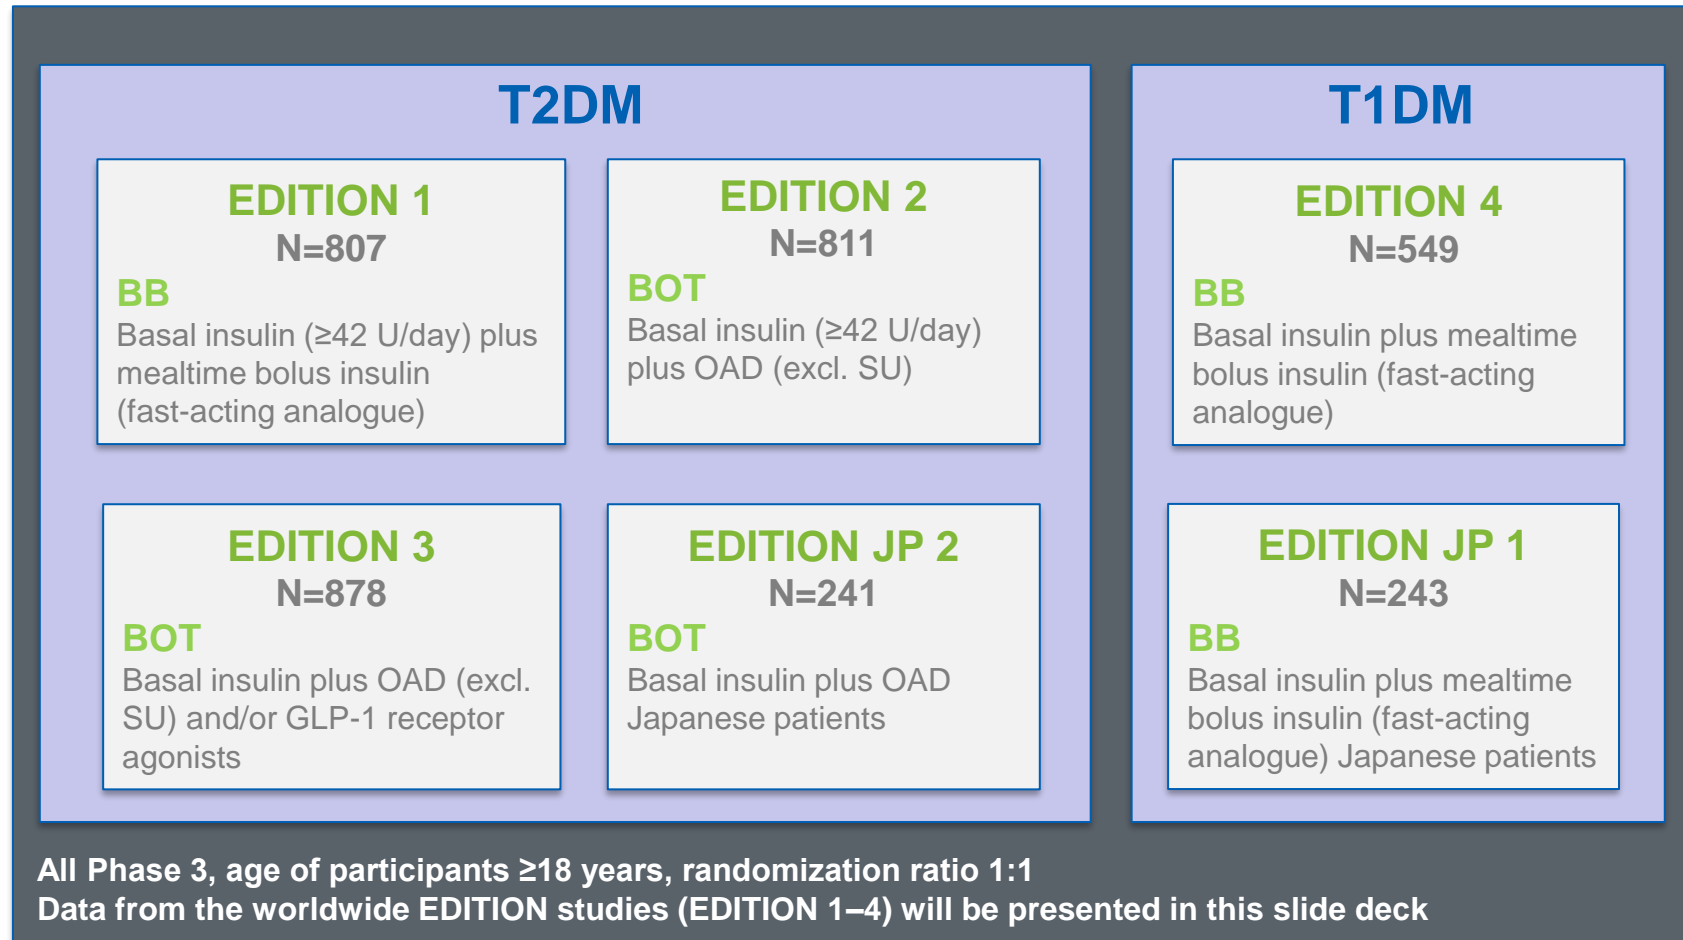 T2DM
EDITION 1
N=807
BB
Basal insulin (≥42 U/day) plus
mealtime bolus insulin
(fast-acting analogue)
EDITION 2
N=811
BOT
Basal insulin (≥42 U/day)
plus OAD (excl. SU)
EDITION 3
N=878
BOT
Basal insulin plus OAD (excl.
SU) and/or GLP-1 receptor
agonists
EDITION JP 2
N=241
BOT
Basal insulin plus OAD
Japanese patients
T1DM
EDITION 4
N=549
BB
Basal insulin plus mealtime
bolus insulin (fast-acting
analogue)
EDITION JP 1
N=243
BB
Basal insulin plus mealtime
bolus insulin (fast-acting
analogue) Japanese patients
All Phase 3, age of participants ≥18 years, randomization ratio 1:1
Data from the worldwide EDITION studies (EDITION 1–4) will be presented in this slide deck